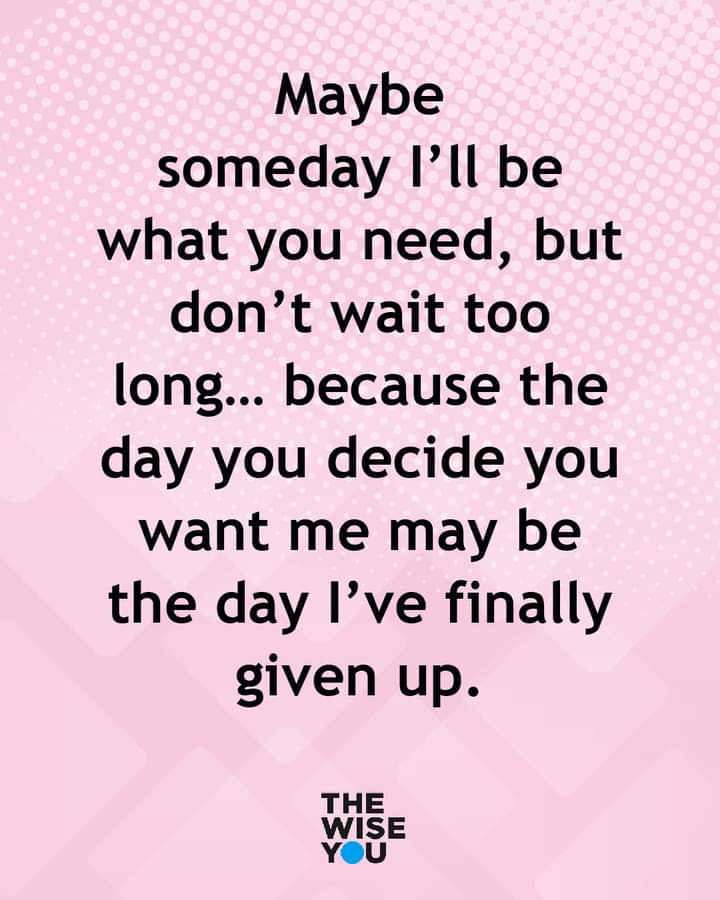 Maybe
someday I’ll be
what you need, but
don’t wait too
long... because the
day you decide you
want me may be
the day I’ve finally
given up.
THE
WISE
YOU